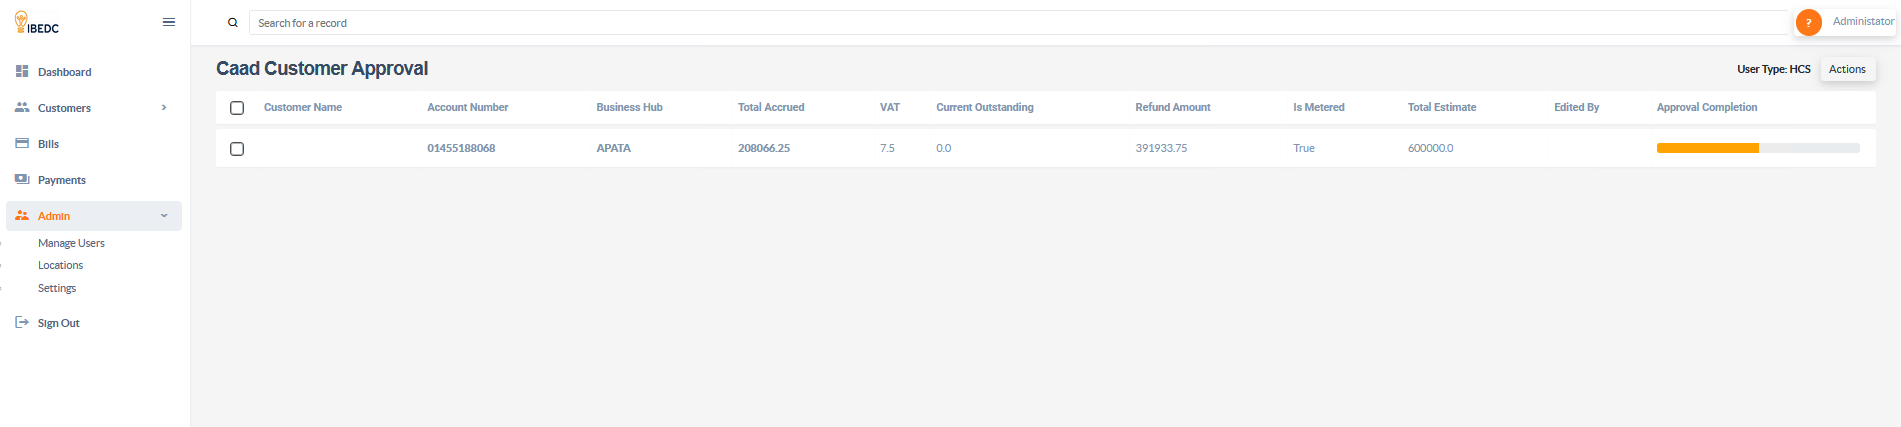 IBEDC
Search for a record
?
Administator
Dashboard
Customers
Bills
Payments
Admin
Manage Users
Locations
Settings
Sign Out
Caad Customer Approval
User Type: HCS
Actions
Customer Name Account Number Business Hub Total Accrued VAT Current Outstanding Refund Amount Is Metered Total Estimate Edited By Approval Completion
01455188068 APATA 208066.25 7.5 0.0 391933.75 True 600000.0